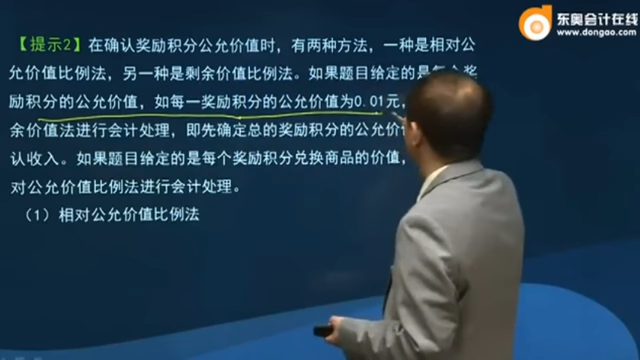 东奥会计在线
www.dongao.com
【提示2】在确认奖励积分公允价值时，有两种方法，一种是相对公
允价值比例法，另一种是剩余价值比例法。如果题目给定的是每个奖
励积分的公允价值，如每一奖励积分的公允价值为0.01元，
余价值法进行会计处理，即先确定总的奖励积分的公允价
认收入。如果题目给定的是每个奖励积分兑换商品的价值，
对公允价值比例法进行会计处理。
（1）相对公允价值比例法